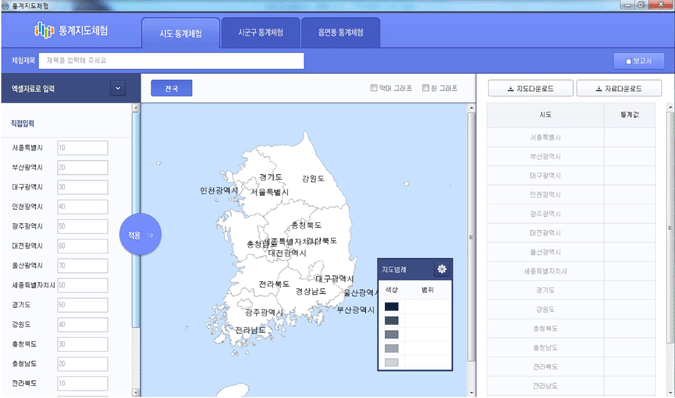 통계지도체험
통계지도체험
시도 통계체험
시군구 통계체험
읍면동 통계체험
체험제목
제목을 입력해 주세요
보고서
엑셀자료로 입력
직접입력
서울특별시 10
부산광역시 20
대구광역시 30
인천광역시 40
광주광역시 50
대전광역시 60
울산광역시 70
세종특별자치시 80
경기도 50
강원도 40
충청북도 30
충청남도 20
전라북도 10
적용
전국
막대 그래프
원 그래프
경기도
강원도
인천광역시
서울특별시
충청북도
충청남도
세종특별자치시
경상북도
대전광역시
전라북도
대구광역시
경상남도
울산광역시
광주광역시
부산광역시
전라남도
지도범례
색상 범위
지도다운로드
자료다운로드
시도 통계값
서울특별시
부산광역시
대구광역시
인천광역시
광주광역시
대전광역시
울산광역시
세종특별자치시
경기도
강원도
충청북도
충청남도
전라북도
전라남도